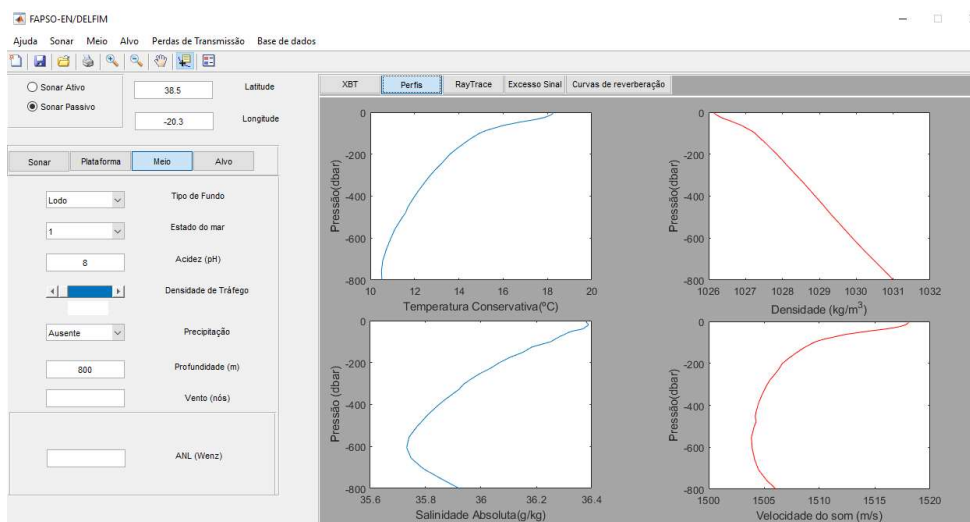 FAPSO-EN/DELFIM
Ajuda Sonar Meio Alvo Perdas de Transmissão Base de dados
Sonar Ativo
Sonar Passivo
38.5
Latitude
-20.3
Longitude
Sonar Plataforma Meio Alvo
Lodo
Tipo de Fundo
1
Estado do mar
8
Acidez (pH)
Densidade de Tráfego
Ausente
Precipitação
800
Profundidade (m)
Vento (nós)
ANL (Wenz)
XBT Perfis RayTrace Excesso Sinal Curvas de reverberação
0
-200
-400
-600
-800
Pressão(dbar)
10 12 14 16 18 20
Temperatura Conservativa(ºC)
0
-200
-400
-600
-800
Pressão(dbar)
1026 1027 1028 1029 1030 1031 1032
Densidade (kg/m³)
0
-200
-400
-600
-800
Pressão (dbar)
35.6 35.8 36 36.2 36.4
Salinidade Absoluta(g/kg)
0
-200
-400
-600
-800
Pressão(dbar)
1500 1505 1510 1515 1520
Velocidade do som (m/s)